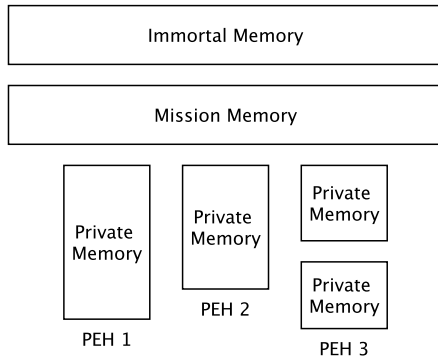 Immortal Memory
Mission Memory
Private
Memory
PEH 1
Private
Memory
PEH 2
Private
Memory
Private
Memory
PEH 3